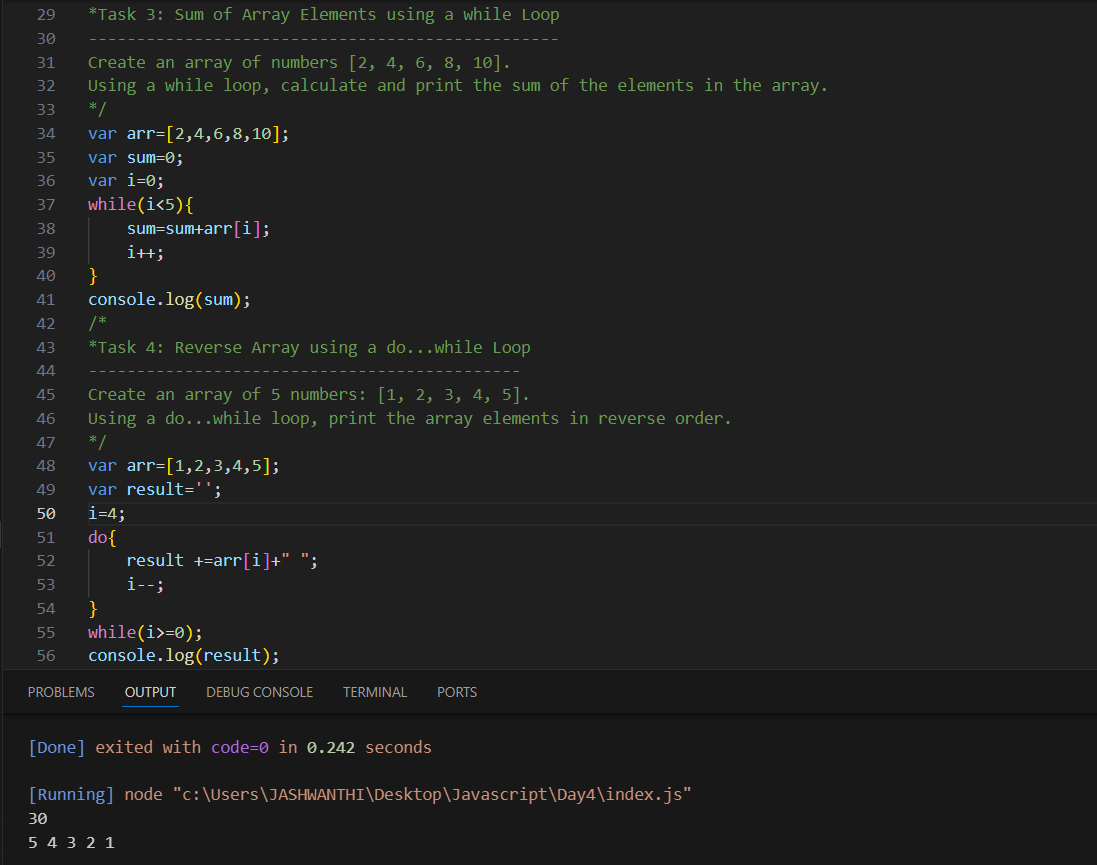 29 *Task 3: Sum of Array Elements using a while Loop
30 -------------------------------------------------
31 Create an array of numbers [2, 4, 6, 8, 10].
32 Using a while loop, calculate and print the sum of the elements in the array.
33 */
34 var arr=[2,4,6,8,10];
35 var sum=0;
36 var i=0;
37 while(i<5){
38     sum=sum+arr[i];
39     i++;
40 }
41 console.log(sum);
42 /*
43 *Task 4: Reverse Array using a do...while Loop
44 ---------------------------------------------
45 Create an array of 5 numbers: [1, 2, 3, 4, 5].
46 Using a do...while loop, print the array elements in reverse order.
47 */
48 var arr=[1,2,3,4,5];
49 var result='';
50 i=4;
51 do{
52     result +=arr[i]+" ";
53     i--;
54 }
55 while(i>=0);
56 console.log(result);
PROBLEMS OUTPUT DEBUG CONSOLE TERMINAL PORTS
[Done] exited with code=0 in 0.242 seconds
[Running] node "c:\Users\JASHWANTHI\Desktop\Javascript\Day4\index.js"
30
5 4 3 2 1